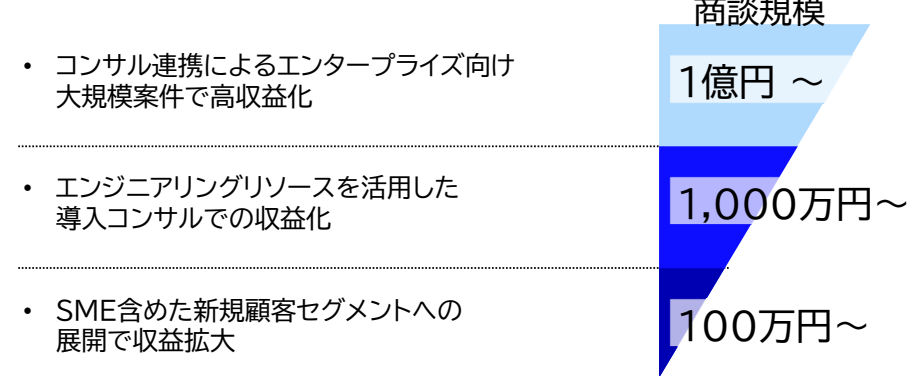 商談規模
• コンサル連携によるエンタープライズ向け
大規模案件で高収益化
1億円 ～
• エンジニアリングリソースを活用した
導入コンサルでの収益化
1,000万円～
• SME含めた新規顧客セグメントへの
展開で収益拡大
100万円～